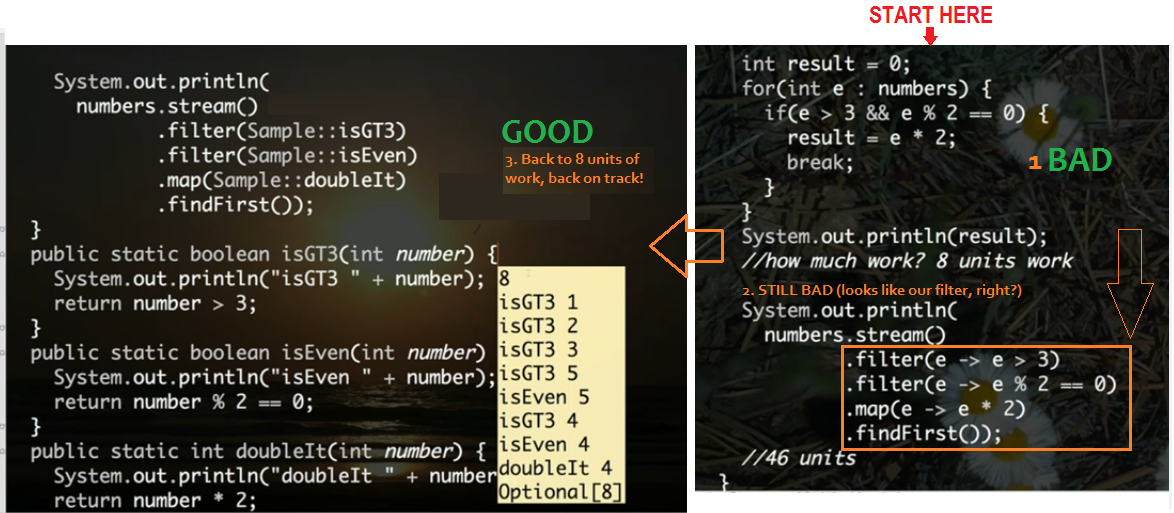 START HERE
int result = 0;
for(int e : numbers) {
if(e > 3 && e % 2 == 0) {
result = e * 2;
break;
}
}
System.out.println(result);
//how much work? 8 units work
1 BAD
2. STILL BAD (looks like our filter, right?)
System.out.println(
numbers.stream()
.filter(e -> e > 3)
.filter(e -> e % 2 == 0)
.map(e -> e * 2)
.findFirst());
//46 units
}
System.out.println(
numbers.stream()
.filter(Sample::isGT3)
.filter(Sample::isEven)
.map(Sample::doubleIt)
.findFirst());
}
GOOD
3. Back to 8 units of
work, back on track!
public static boolean isGT3(int number) {
System.out.println("isGT3 " + number);
return number > 3;
}
public static boolean isEven(int number)
System.out.println("isEven " + number);
return number % 2 == 0;
}
public static int doubleIt(int number) {
System.out.println("doubleIt " + number
return number * 2;
8
isGT3 1
isGT3 2
isGT3 3
isGT3 5
isEven 5
isGT3 4
isEven 4
doubleIt 4
Optional[8]